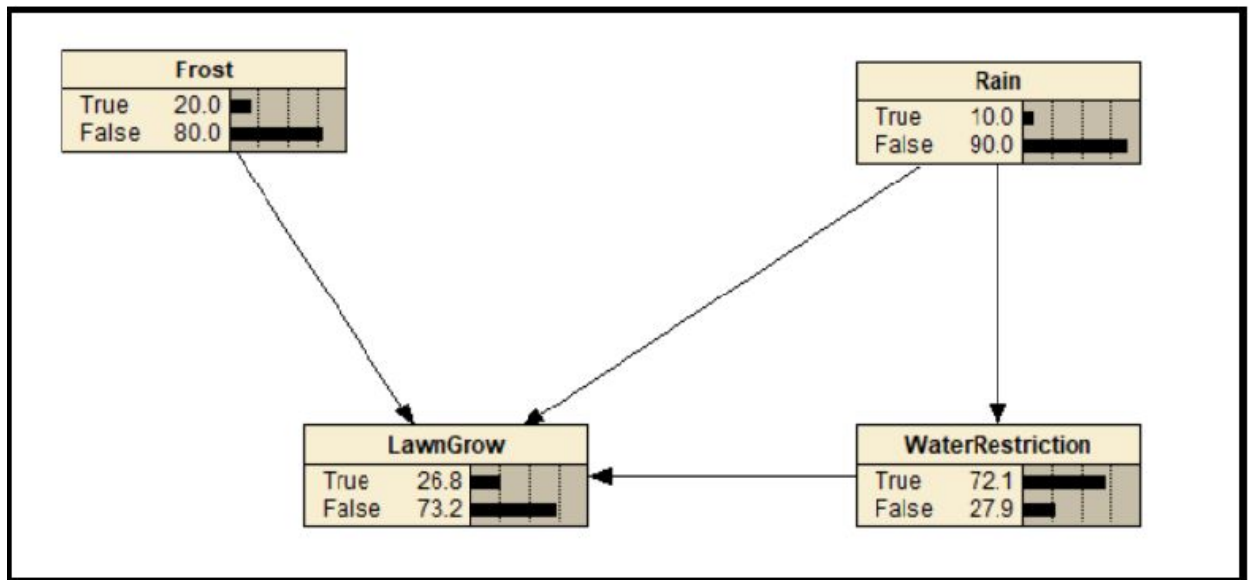 Frost
True 20.0
False 80.0
Rain
True 10.0
False 90.0
LawnGrow
True 26.8
False 73.2
WaterRestriction
True 72.1
False 27.9